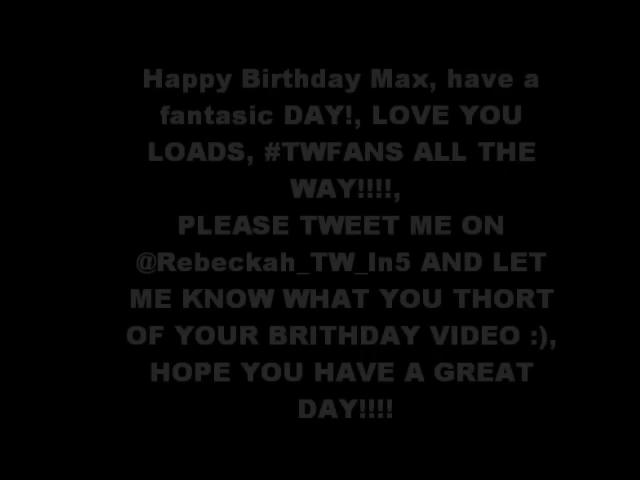 Happy Birthday Max, have a
fantasic DAY!, LOVE YOU
LOADS, #TWFANS ALL THE
WAY!!!!,
PLEASE TWEET ME ON
@Rebeckah_TW_In5 AND LET
ME KNOW WHAT YOU THORT
OF YOUR BRITHDAY VIDEO :),
HOPE YOU HAVE A GREAT
DAY!!!!